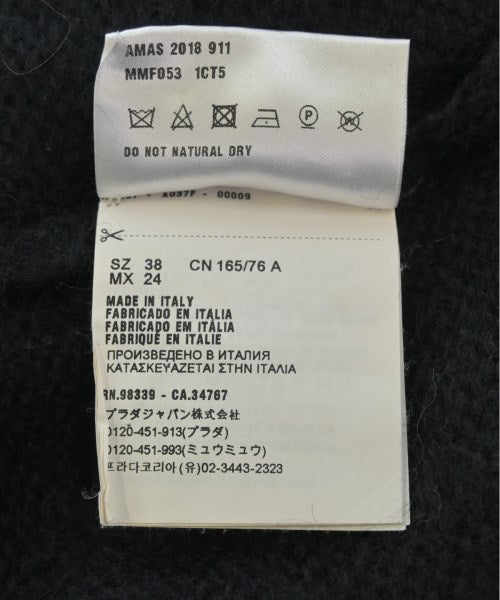 AMAS 2018 911
MMF053 1CT5
P
W
DO NOT NATURAL DRY
X037F - 00009
SZ 38 CN 165/76 A
MX 24
MADE IN ITALY
FABRICADO EN ITALIA
FABRICADO EM ITÁLIA
FABRIQUÉ EN ITALIE
ПРОИЗВЕДЕНО В ИТАЛИЯ
ΚΑΤΑΣΚΕΥΑΖΕΤΑΙ ΣΤΗΝ ΙΤΑΛΙΑ
RN.98339 - CA.34767
プラダジャパン株式会社
0120-451-913(プラダ)
0120-451-993(ミュウミュウ)
프라다코리아(유)02-3443-2323